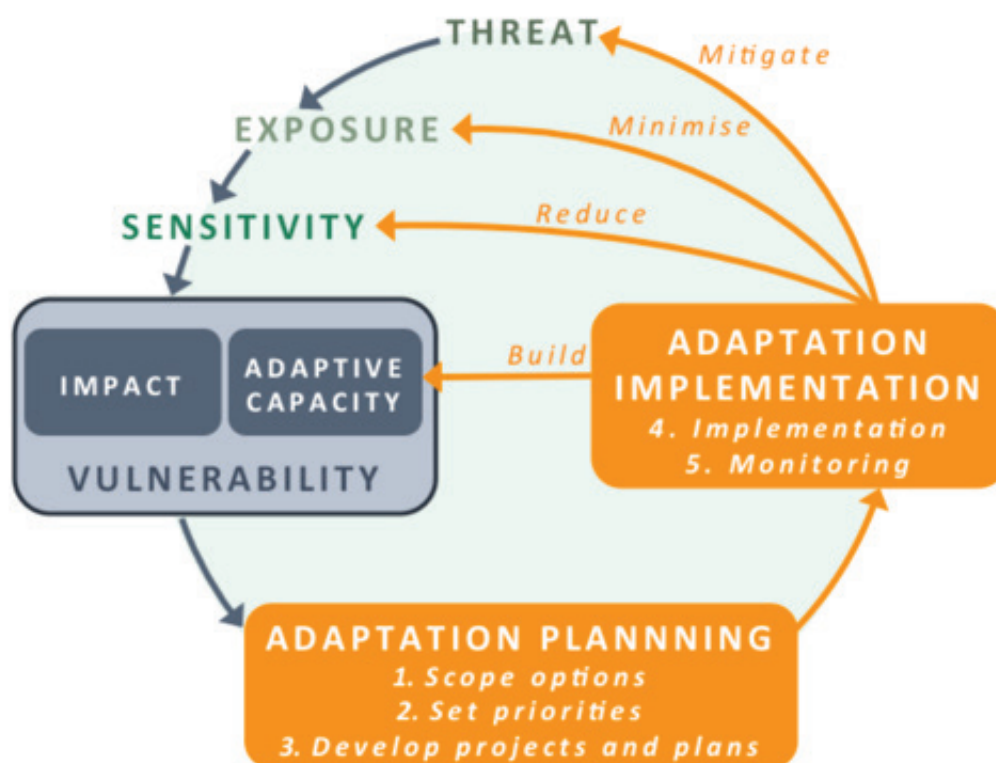 THREAT
Mitigate
EXPOSURE
Minimise
SENSITIVITY
Reduce
IMPACT
ADAPTIVE
CAPACITY
VULNERABILITY
Build
ADAPTATION
IMPLEMENTATION
4. Implementation
5. Monitoring
ADAPTATION PLANNNING
1. Scope options
2. Set priorities
3. Develop projects and plans